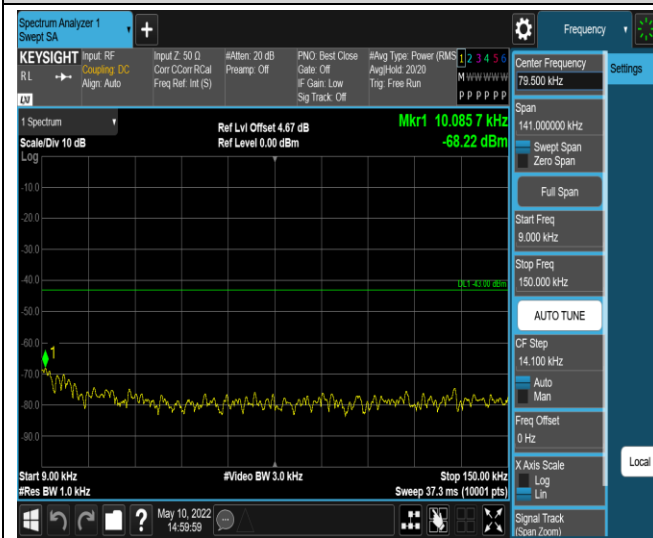 Spectrum Analyzer 1
Swept SA
+
Frequency
KEYSIGHT
RL
LXI
Input: RF
Coupling: DC
Align: Auto
Input Z: 50 Ω
Corr CCorr RCal
Freq Ref: Int (S)
#Atten: 20 dB
Preamp: Off
PNO: Best Close
Gate: Off
IF Gain: Low
Sig Track: Off
#Avg Type: Power (RMS
Avg|Hold: 20/20
Trig: Free Run
1 2 3 4 5 6
M W W W W W
P P P P P P
1 Spectrum
Scale/Div 10 dB
Log
Ref Lvl Offset 4.67 dB
Ref Level 0.00 dBm
Mkr1 10.085 7 kHz
-68.22 dBm
-10.0
-20.0
-30.0
-40.0
DL1 -43.00 dBm
-50.0
-60.0
1
-70.0
-80.0
-90.0
Start 9.00 kHz
#Res BW 1.0 kHz
#Video BW 3.0 kHz
Stop 150.00 kHz
Sweep 37.3 ms (10001 pts)
?
May 10, 2022
14:59:59
Center Frequency
79.500 kHz
Span
141.000000 kHz
Swept Span
Zero Span
Full Span
Start Freq
9.000 kHz
Stop Freq
150.000 kHz
AUTO TUNE
CF Step
14.100 kHz
Auto
Man
Freq Offset
0 Hz
X Axis Scale
Log
Lin
Signal Track
(Span Zoom)
Settings
Local